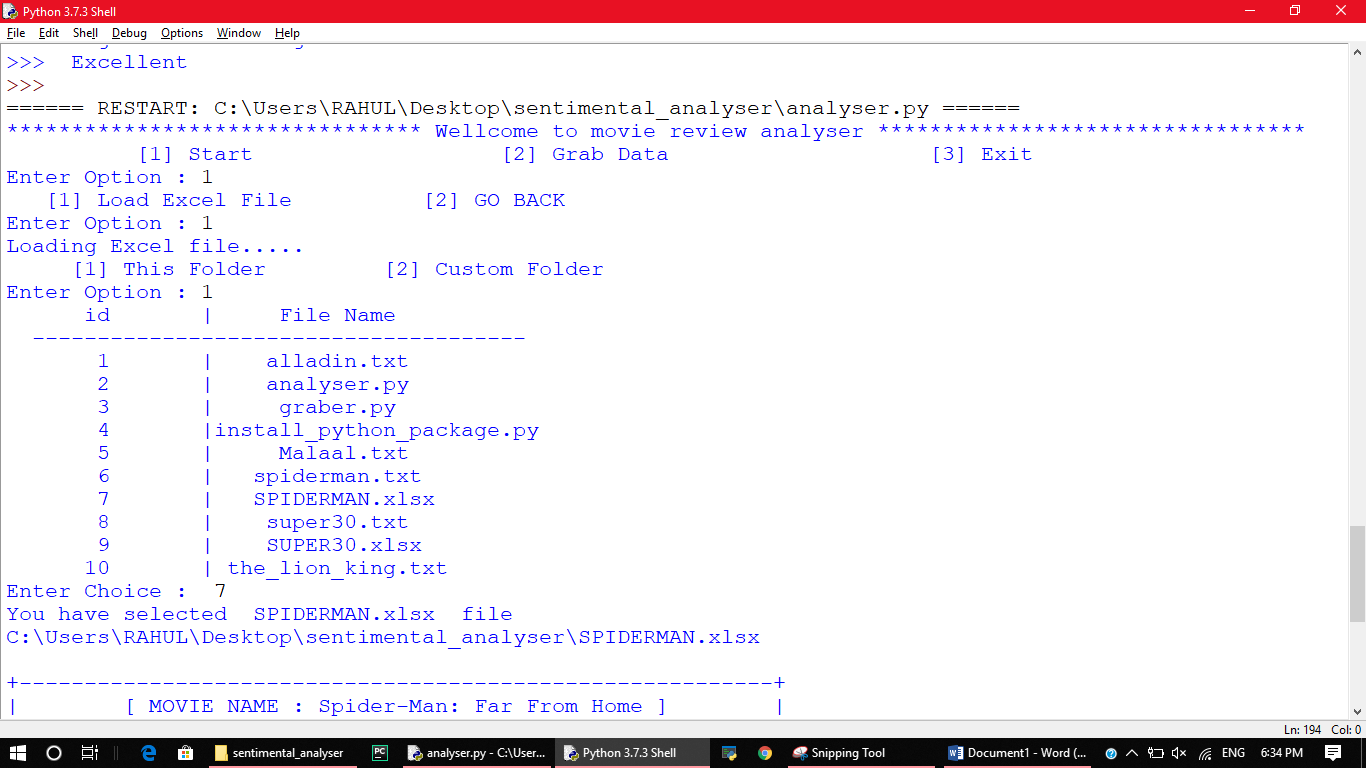 Python 3.7.3 Shell
File Edit Shell Debug Options Window Help
>>> Excellent
>>>
====== RESTART: C:\Users\RAHUL\Desktop\sentimental_analyser\analyser.py ======
******************************** Wellcome to movie review analyser *********************************
[1] Start [2] Grab Data [3] Exit
Enter Option : 1
[1] Load Excel File [2] GO BACK
Enter Option : 1
Loading Excel file.....
[1] This Folder [2] Custom Folder
Enter Option : 1
id | File Name
--------------------------------------
1 | alladin.txt
2 | analyser.py
3 | graber.py
4 |install_python_package.py
5 | Malaal.txt
6 | spiderman.txt
7 | SPIDERMAN.xlsx
8 | super30.txt
9 | SUPER30.xlsx
10 | the_lion_king.txt
Enter Choice : 7
You have selected SPIDERMAN.xlsx file
C:\Users\RAHUL\Desktop\sentimental_analyser\SPIDERMAN.xlsx
+----------------------------------------------------------+
| [ MOVIE NAME : Spider-Man: Far From Home ] |
Ln: 194 Col: 0
sentimental_analyser PC analyser.py - C:\User... Python 3.7.3 Shell Snipping Tool Document1 - Word (... ENG 6:34 PM